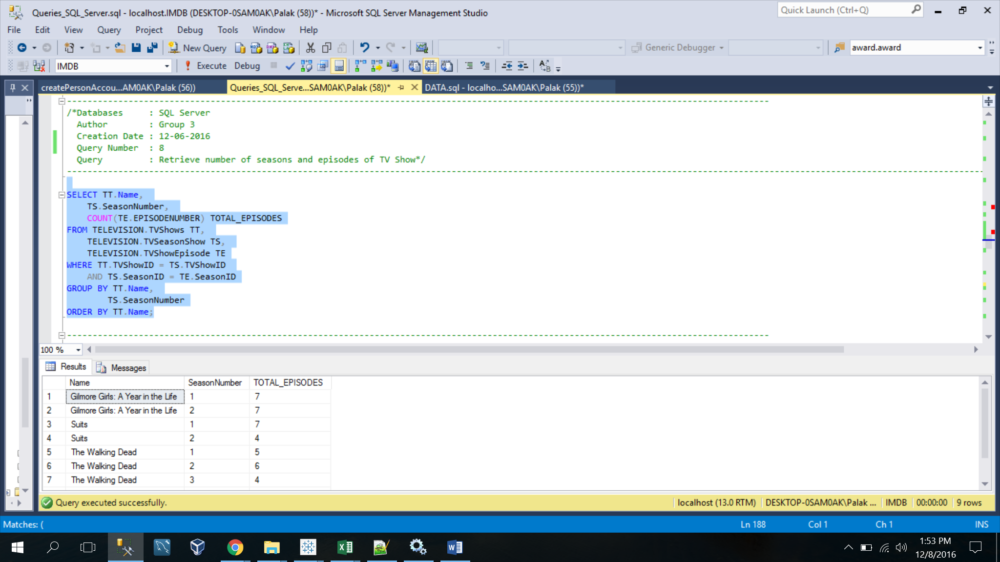 Queries_SQL_Server.sql - localhost.IMDB (DESKTOP-0SAM0AK\Palak (58))* - Microsoft SQL Server Management Studio
Quick Launch (Ctrl+Q)
File Edit View Query Project Debug Tools Window Help
New Query
Generic Debugger
award.award
IMDB
Execute Debug
createPersonAccou...AM0AK\Palak (56))
Queries_SQL_Serve...SAM0AK\Palak (58))*
DATA.sql - localho...SAM0AK\Palak (55))*
/*Databases : SQL Server
Author : Group 3
Creation Date : 12-06-2016
Query Number : 8
Query : Retrieve number of seasons and episodes of TV Show*/
SELECT TT.Name,
TS.SeasonNumber,
COUNT(TE.EPISODENUMBER) TOTAL_EPISODES
FROM TELEVISION.TVShows TT,
TELEVISION.TVSeasonShow TS,
TELEVISION.TVShowEpisode TE
WHERE TT.TVShowID = TS.TVShowID
AND TS.SeasonID = TE.SeasonID
GROUP BY TT.Name,
TS.SeasonNumber
ORDER BY TT.Name;
100 %
Results Messages
Name SeasonNumber TOTAL_EPISODES
1 Gilmore Girls: A Year in the Life 1 7
2 Gilmore Girls: A Year in the Life 2 7
3 Suits 1 7
4 Suits 2 4
5 The Walking Dead 1 5
6 The Walking Dead 2 6
7 The Walking Dead 3 4
Query executed successfully.
localhost (13.0 RTM) DESKTOP-0SAM0AK\Palak ... IMDB 00:00:00 9 rows
Matches: (
Ln 188 Col 1 Ch 1 INS
1:53 PM
12/8/2016